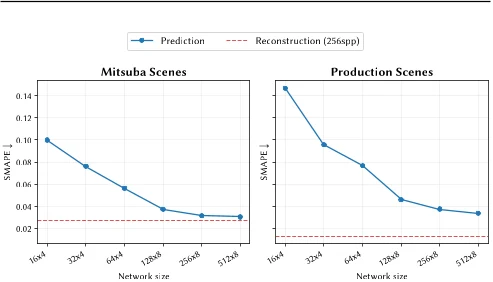 Prediction Reconstruction (256spp)
Mitsuba Scenes
Production Scenes
SMAPE ↓
0.14
0.12
0.10
0.08
0.06
0.04
0.02
16x4 32x4 64x4 128x8 256x8 512x8
Network size
SMAPE ↓
16x4 32x4 64x4 128x8 256x8 512x8
Network size